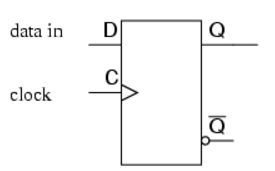 data in D Q
C
clock
Q̅